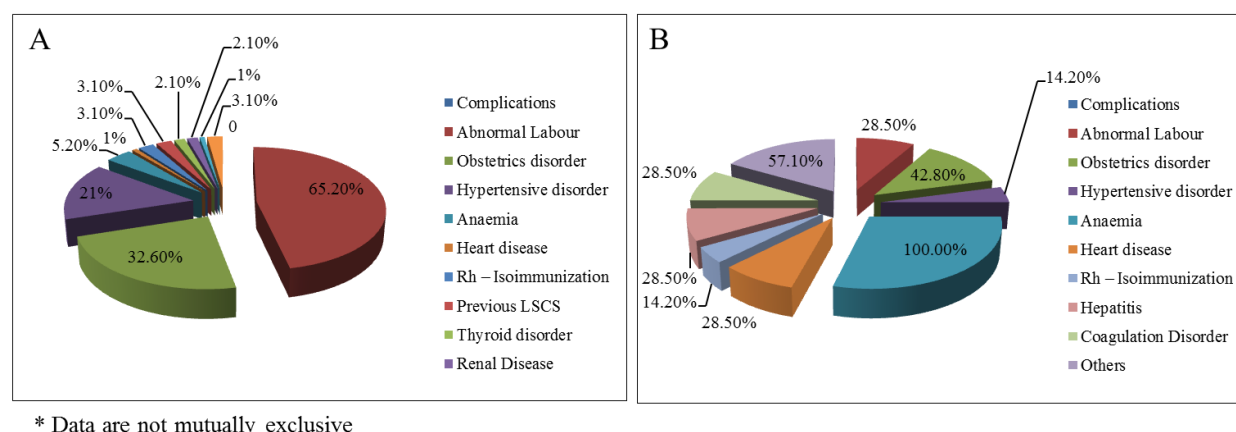 A
2.10%
2.10%
1%
3.10%
3.10%
3.10%
0
1%
5.20%
21%
65.20%
32.60%
Complications
Abnormal Labour
Obstetrics disorder
Hypertensive disorder
Anaemia
Heart disease
Rh – Isoimmunization
Previous LSCS
Thyroid disorder
Renal Disease
B
14.20%
28.50%
57.10%
42.80%
28.50%
100.00%
28.50%
14.20%
28.50%
Complications
Abnormal Labour
Obstetrics disorder
Hypertensive disorder
Anaemia
Heart disease
Rh – Isoimmunization
Hepatitis
Coagulation Disorder
Others
* Data are not mutually exclusive